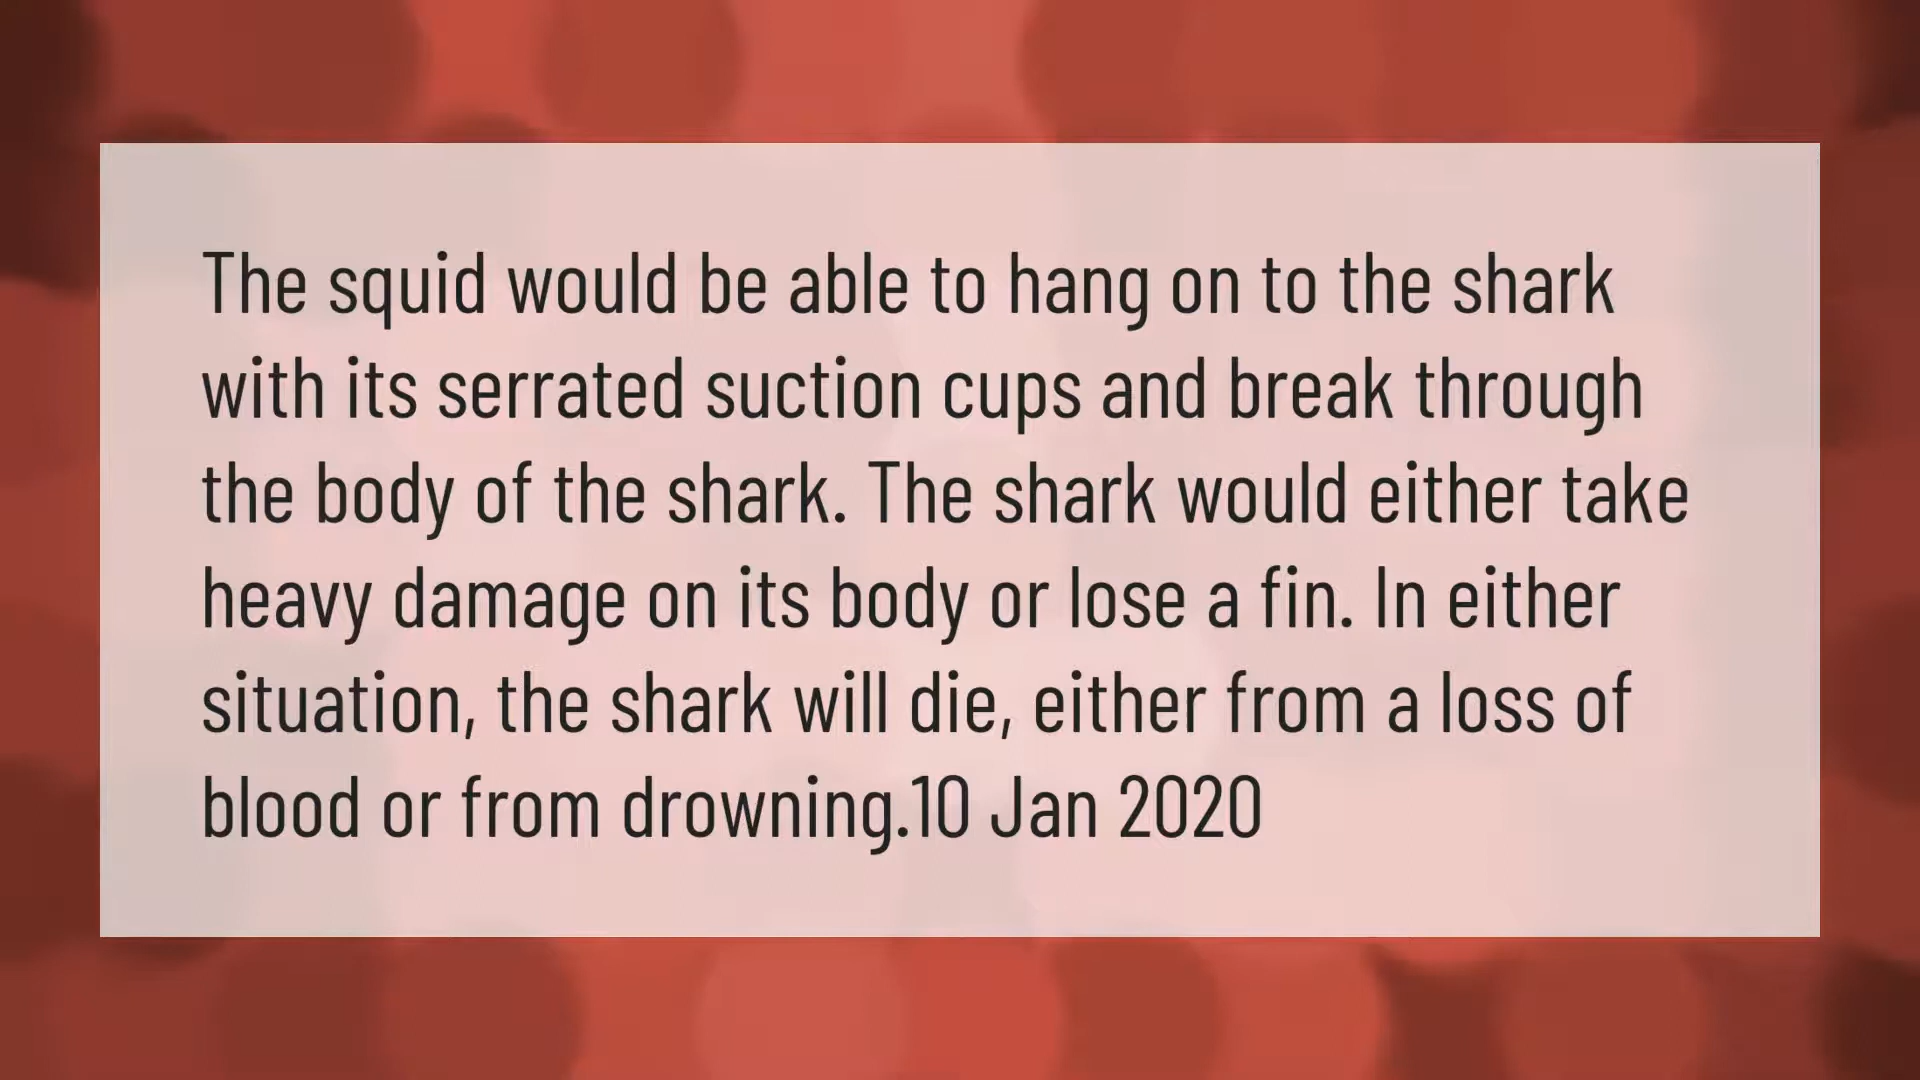 The squid would be able to hang on to the shark
with its serrated suction cups and break through
the body of the shark. The shark would either take
heavy damage on its body or lose a fin. In either
situation, the shark will die, either from a loss of
blood or from drowning.10 Jan 2020